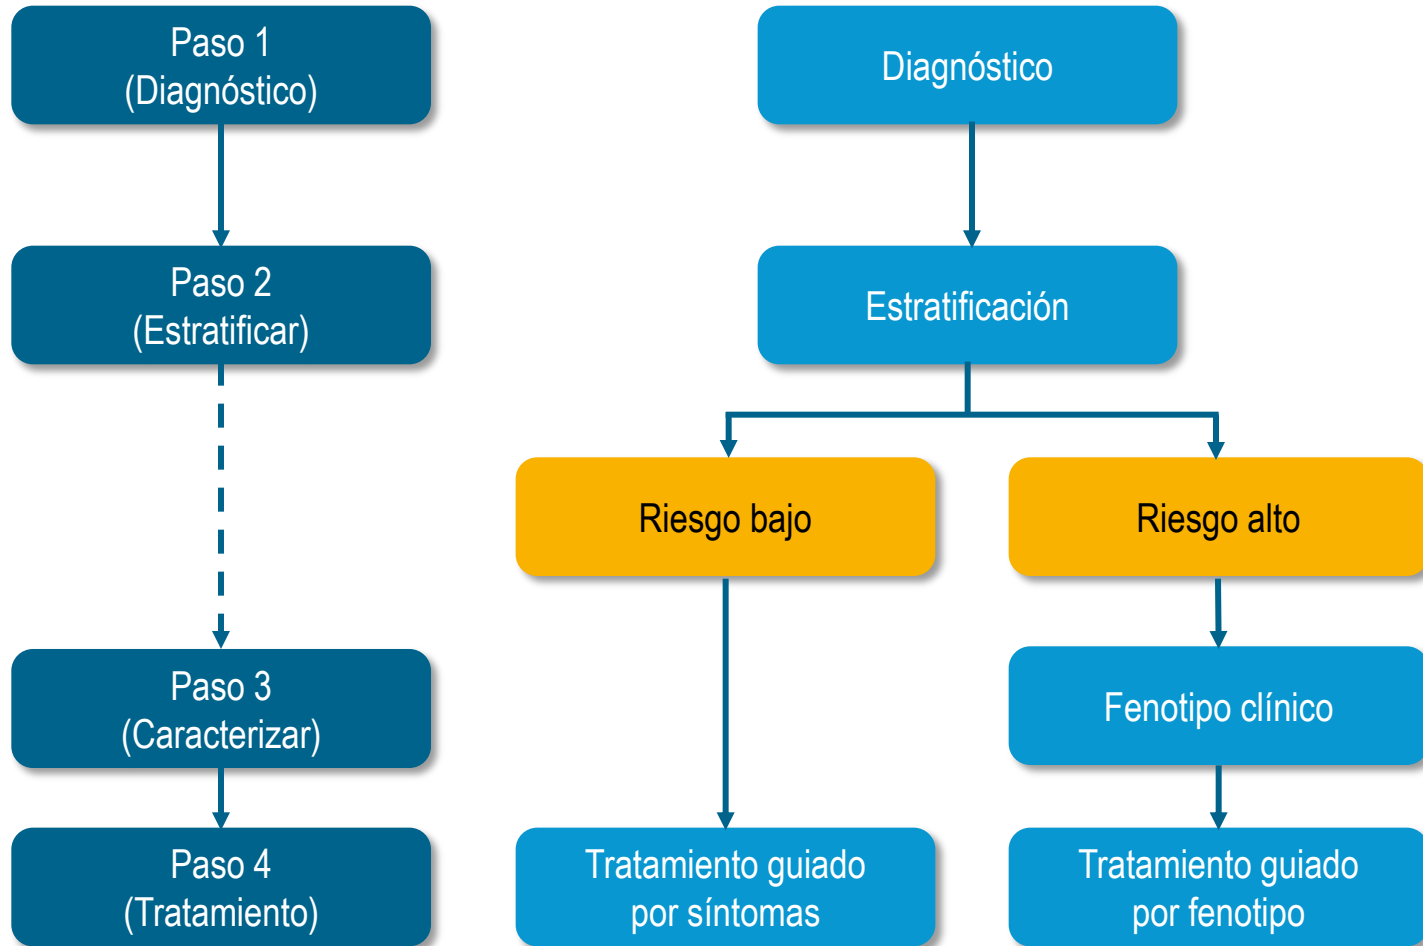 Paso 1
(Diagnóstico)
Diagnóstico
Paso 2
(Estratificar)
Estratificación
Riesgo bajo
Riesgo alto
Paso 3
(Caracterizar)
Fenotipo clínico
Paso 4
(Tratamiento)
Tratamiento guiado
por síntomas
Tratamiento guiado
por fenotipo